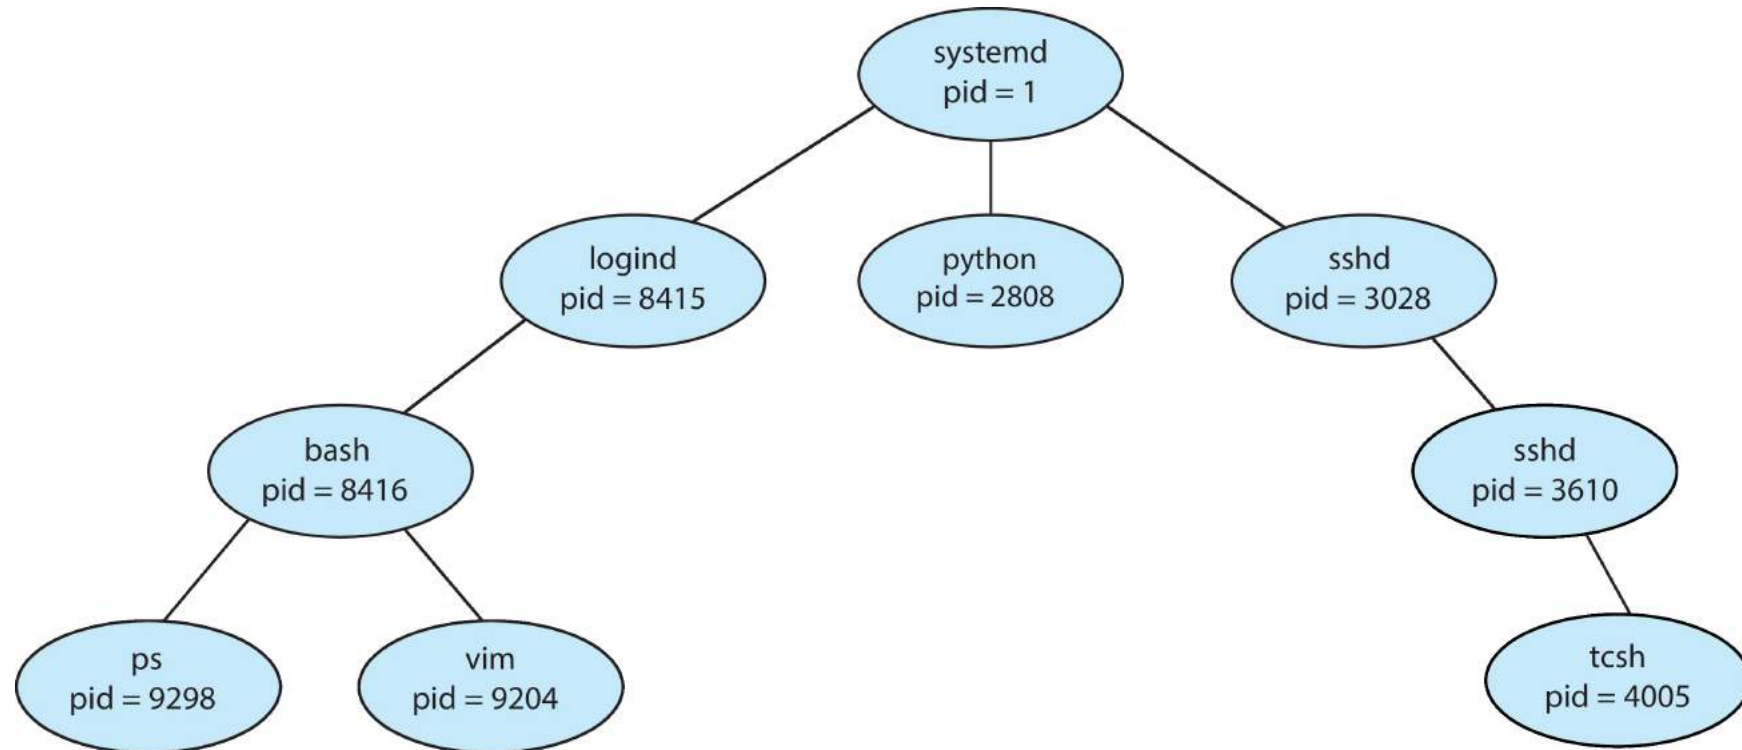 systemd
pid = 1
logind
pid = 8415
python
pid = 2808
sshd
pid = 3028
bash
pid = 8416
sshd
pid = 3610
ps
pid = 9298
vim
pid = 9204
tcsh
pid = 4005